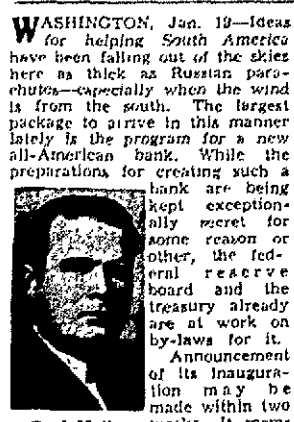 WASHINGTON, Jan. 19—Ideas
for helping South America
have been falling out of the skies
here as thick as Russian para-
chutes—especially when the wind
is from the south. The largest
package to arrive in this manner
lately is the program for a new
all-American bank. While the
preparations for creating such a
bank are being
kept exception-
ally secret for
some reason or
other, the fed-
eral reserve
board and the
treasury already
are at work on
by-laws for it.
Announcement
of its inaugura-
tion may be
made within two